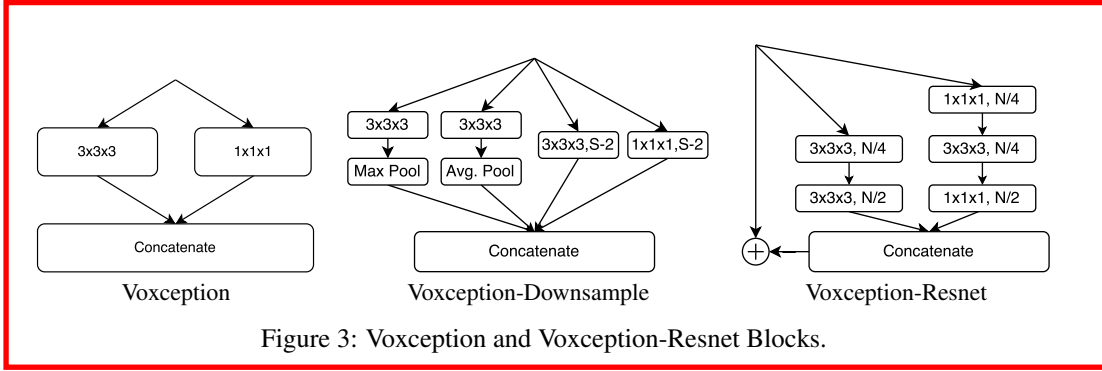 3x3x3
1x1x1
Concatenate
Voxception
3x3x3
3x3x3
3x3x3,S-2
1x1x1,S-2
Max Pool
Avg. Pool
Concatenate
Voxception-Downsample
1x1x1, N/4
3x3x3, N/4
3x3x3, N/4
3x3x3, N/2
1x1x1, N/2
+
Concatenate
Voxception-Resnet
Figure 3: Voxception and Voxception-Resnet Blocks.